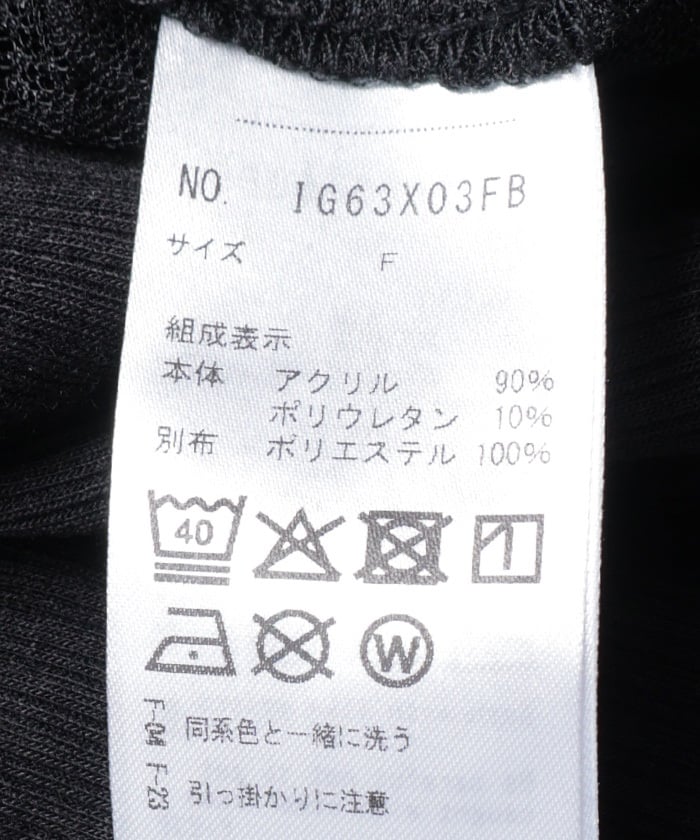 NO. IG63X03FB
サイズ F
組成表示
本体 アクリル 90%
ポリウレタン 10%
別布 ポリエステル 100%
40
W
F-04 同系色と一緒に洗う
F-23 引っ掛かりに注意